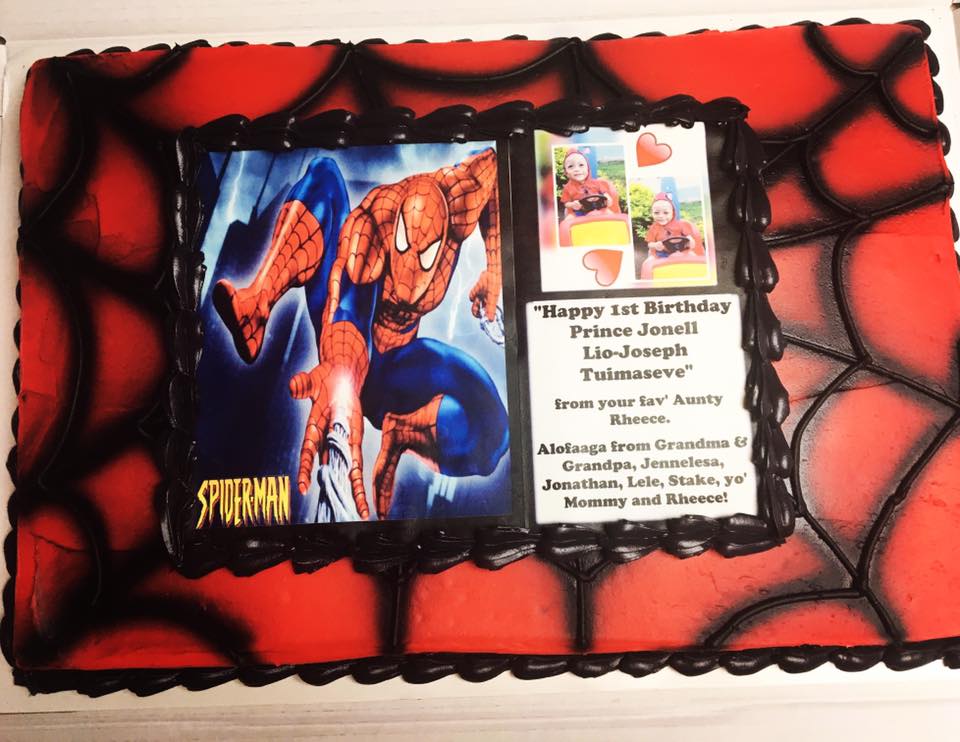 SPIDER-MAN
"Happy 1st Birthday
Prince Jonell
Lio-Joseph
Tuimaseve"
from your fav' Aunty
Rheece.
Alofaaga from Grandma &
Grandpa, Jennelesa,
Jonathan, Lele, Stake, yo'
Mommy and Rheece!